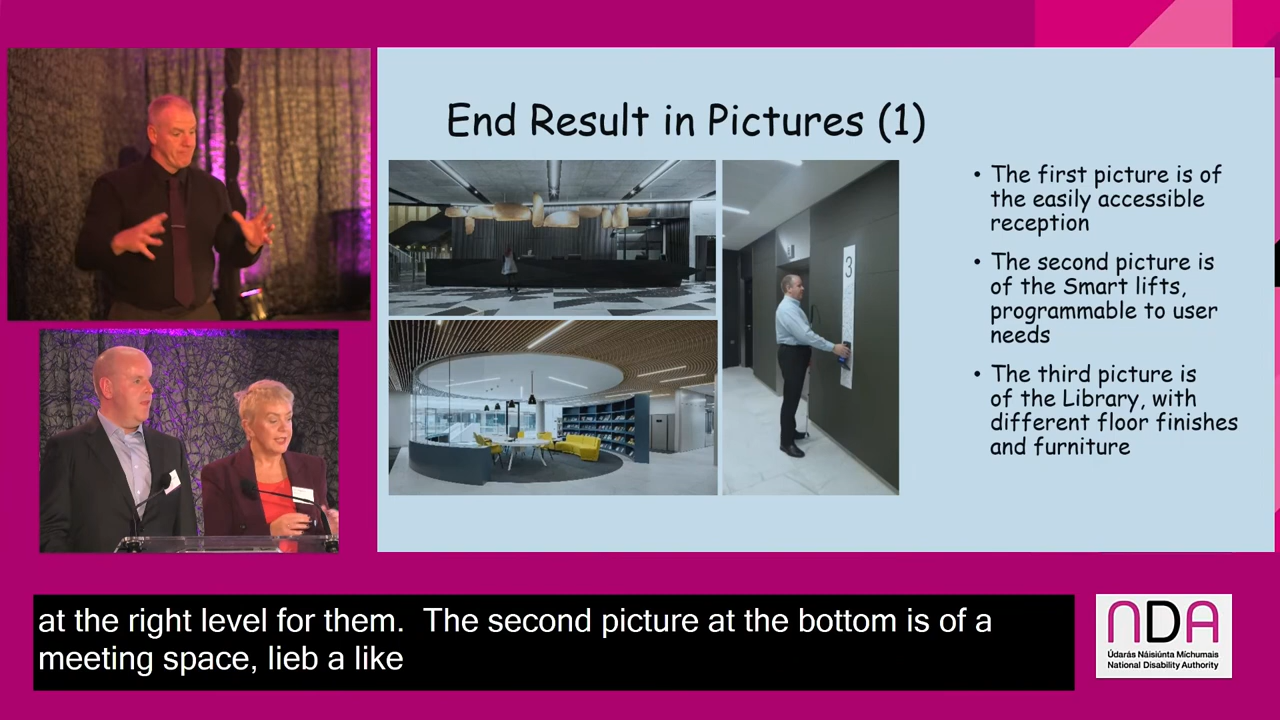 End Result in Pictures (1)
3
• The first picture is of
the easily accessible
reception
• The second picture is
of the Smart lifts,
programmable to user
needs
• The third picture is
of the Library, with
different floor finishes
and furniture
at the right level for them.  The second picture at the bottom is of a
meeting space, lieb a like
NDA
Údarás Náisiúnta Míchumais
National Disability Authority